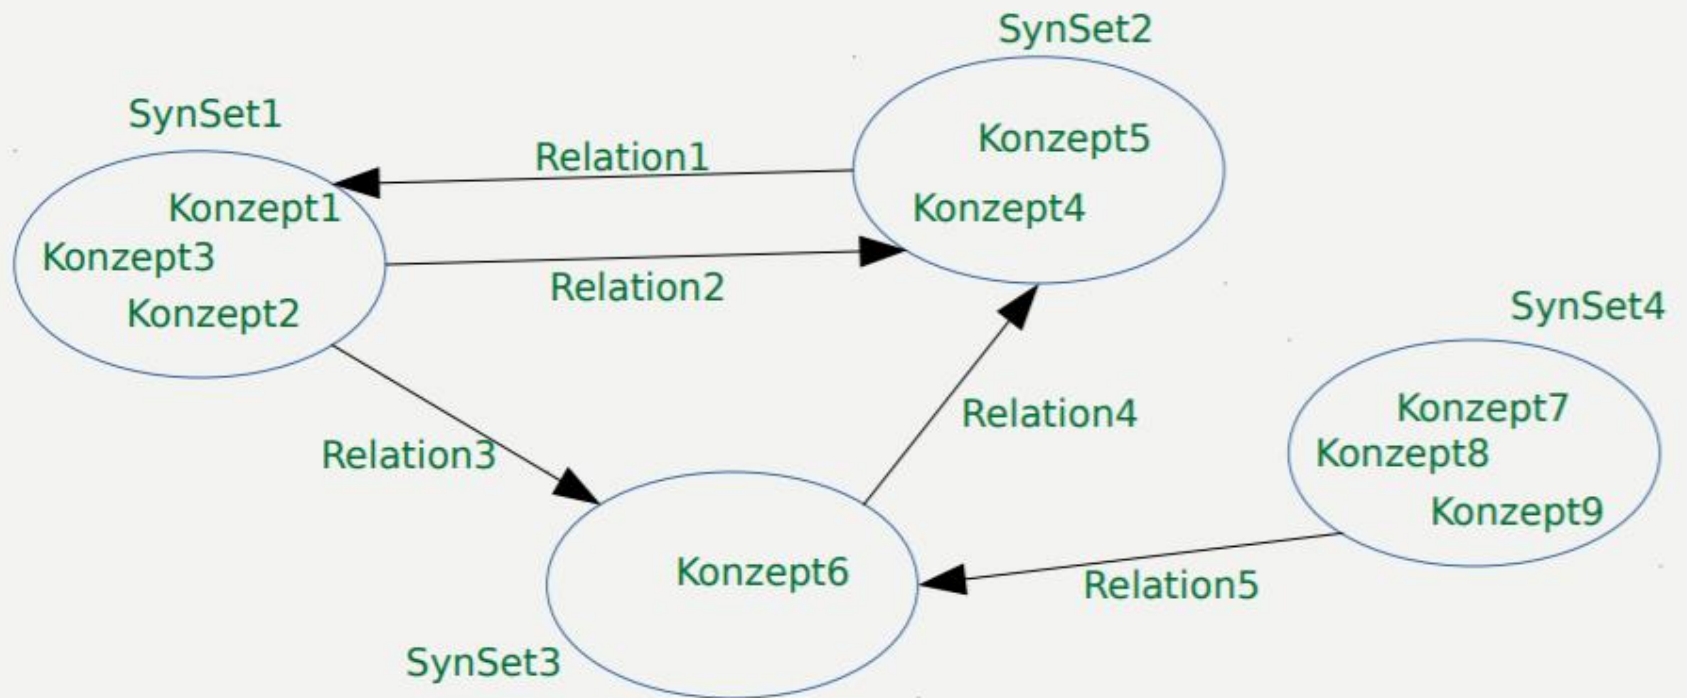 SynSet2
SynSet1
Konzept5
Relation1
Konzept1
Konzept4
Konzept3
Relation2
Konzept2
SynSet4
Konzept7
Relation4
Relation3
Konzept8
Konzept9
Konzept6
Relation5
SynSet3